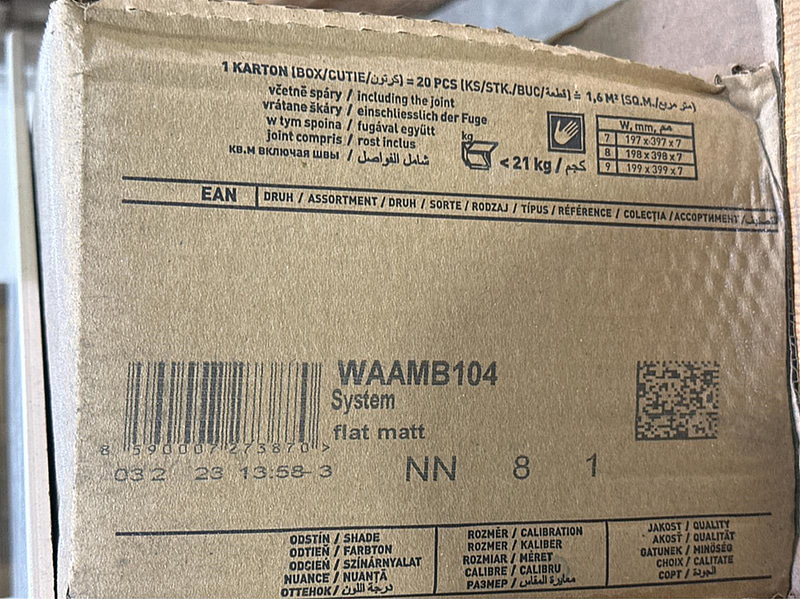 1 KARTON (BOX/CUTIE/كرتون) = 20 PCS (KS/STK./BUC/قطعة) ≐ 1,6 M² (SQ.M./متر مربع)
včetně spáry / including the joint
vrátane škáry / einschliesslich der Fuge
w tym spoina / fugával együtt
joint compris / rost inclus
кв.м включая швы / شامل الفواصل
kg
< 21 kg / كجم
W, mm, مم
7 197 x 397 x 7
8 198 x 398 x 7
9 199 x 399 x 7
EAN DRUH / ASSORTMENT / DRUH / SORTE / RODZAJ / TÍPUS / RÉFÉRENCE / COLECŢIA / АССОРТИМЕНТ /
WAAMB104
System
flat matt
8 590007 275870 >
032 23 13:58-3 NN 8 1
ODSTÍN / SHADE
ODTIEŇ / FARBTON
ODCIEŃ / SZÍNÁRNYALAT
NUANCE / NUANŢĂ
ОТТЕНОК / درجة اللون
ROZMĚR / CALIBRATION
ROZMER / KALIBER
ROZMIAR / MÉRET
CALIBRE / CALIBRU
РАЗМЕР / معايرة المقاس
JAKOST / QUALITY
AKOSŤ / QUALITÄT
GATUNEK / MINŐSÉG
CHOIX / CALITATE
СОРТ / الجودة